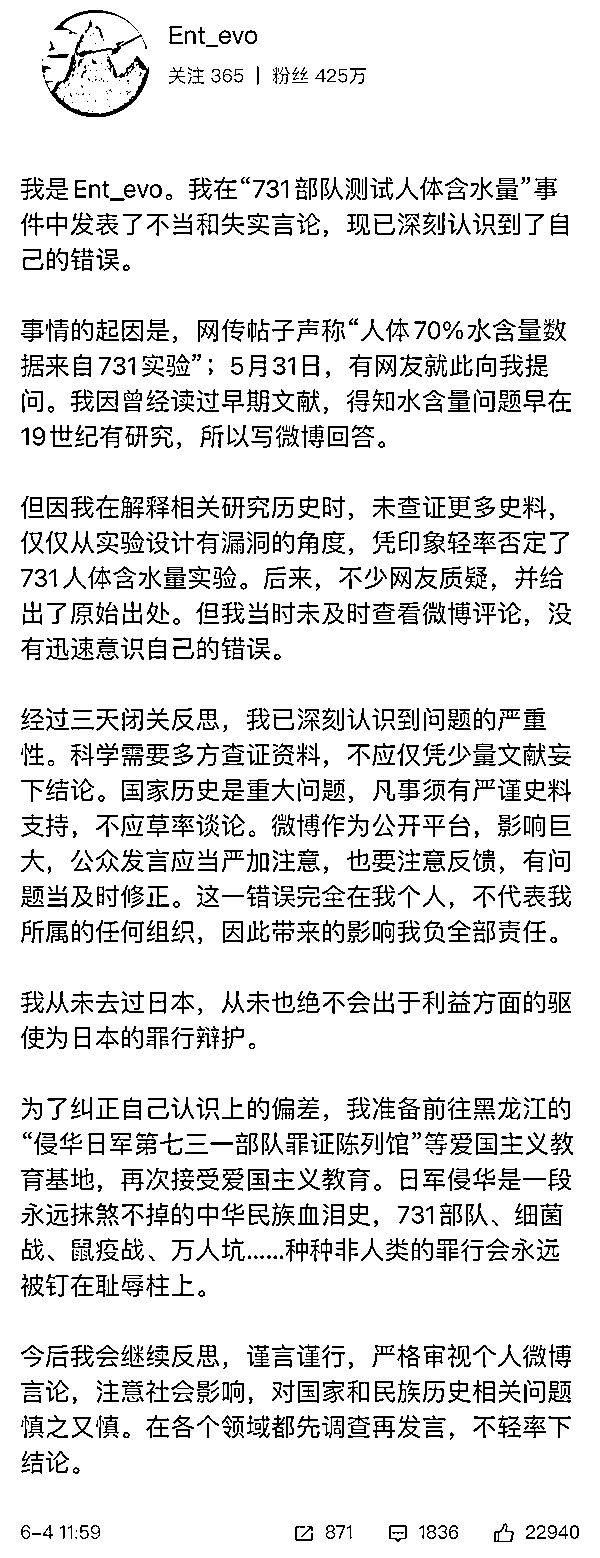 Ent_evo
关注 365 | 粉丝 425万
我是Ent_evo。我在“731部队测试人体含水量”事
件中发表了不当和失实言论，现已深刻认识到了自
己的错误。
事情的起因是，网传帖子声称“人体70%水含量数
据来自731实验”；5月31日，有网友就此向我提
问。我因曾经读过早期文献，得知水含量问题早在
19世纪有研究，所以写微博回答。
但因我在解释相关研究历史时，未查证更多史料，
仅仅从实验设计有漏洞的角度，凭印象轻率否定了
731人体含水量实验。后来，不少网友质疑，并给
出了原始出处。但我当时未及时查看微博评论，没
有迅速意识自己的错误。
经过三天闭关反思，我已深刻认识到问题的严重
性。科学需要多方查证资料，不应仅凭少量文献妄
下结论。国家历史是重大问题，凡事须有严谨史料
支持，不应草率谈论。微博作为公开平台，影响巨
大，公众发言应当严加注意，也要注意反馈，有问
题当及时修正。这一错误完全在我个人，不代表我
所属的任何组织，因此带来的影响我负全部责任。
我从未去过日本，从未也绝不会出于利益方面的驱
使为日本的罪行辩护。
为了纠正自己认识上的偏差，我准备前往黑龙江的
“侵华日军第七三一部队罪证陈列馆”等爱国主义教
育基地，再次接受爱国主义教育。日军侵华是一段
永远抹煞不掉的中华民族血泪史，731部队、细菌
战、鼠疫战、万人坑……种种非人类的罪行会永远
被钉在耻辱柱上。
今后我会继续反思，谨言谨行，严格审视个人微博
言论，注意社会影响，对国家和民族历史相关问题
慎之又慎。在各个领域都先调查再发言，不轻率下
结论。
6-4 11:59 871 1836 22940